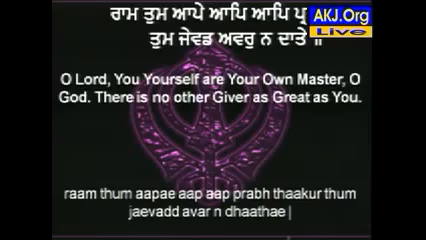 ਰਾਮ ਤੁਮ ਆਪੇ ਆਪਿ ਆਪਿ ਪ੍ਰ
AKJ.Org
Live
ਤੁਮ ਜੇਵਡ ਅਵਰੁ ਨ ਦਾਤੇ ॥
O Lord, You Yourself are Your Own Master, O
God. There is no other Giver as Great as You.
raam thum aapae aap aap prabh thaakur thum
jaevadd avar n dhaathae |